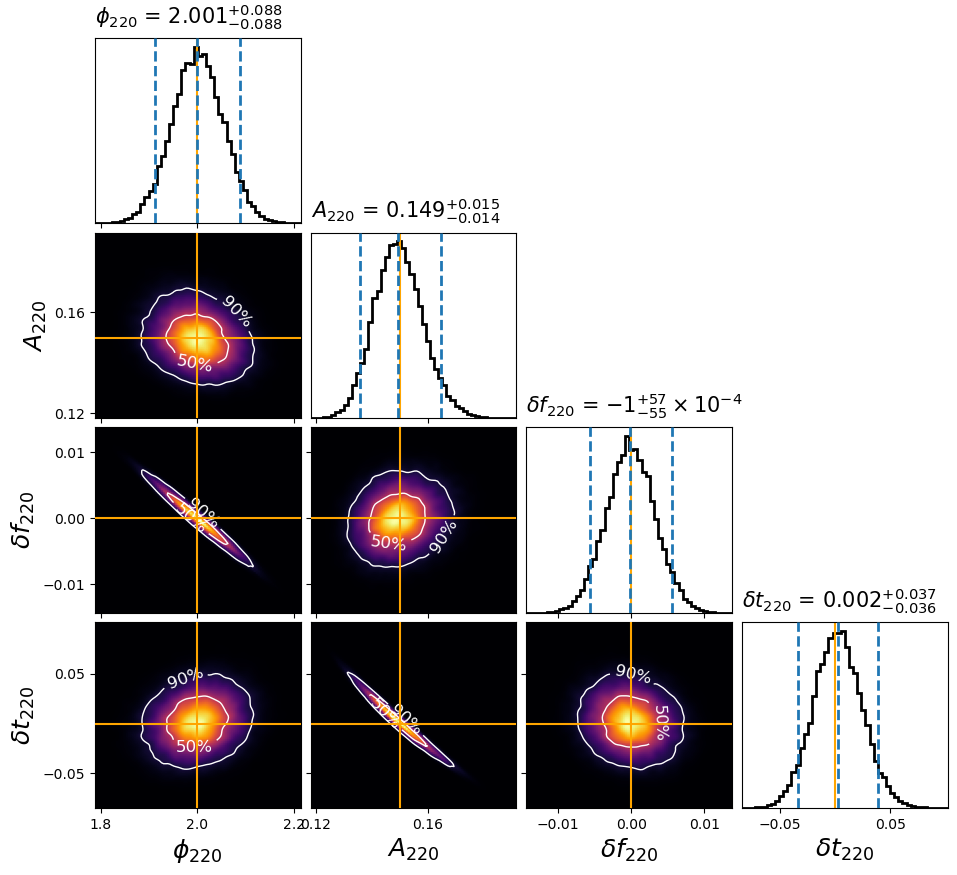 ϕ₂₂₀ = 2.001⁺⁰·⁰⁸⁸₋₀.₀₈₈
A₂₂₀ = 0.149⁺⁰·⁰¹⁵₋₀.₀₁₄
A₂₂₀
0.16
0.12
90%
50%
δf₂₂₀ = −1⁺⁵⁷₋₅₅ × 10⁻⁴
δf₂₂₀
0.01
0.00
−0.01
90%
50%
50%
90%
δt₂₂₀ = 0.002⁺⁰·⁰³⁷₋₀.₀₃₆
δt₂₂₀
0.05
−0.05
90%
50%
90%
50%
90%
50%
1.8 2.0 2.2
0.12 0.16
−0.01 0.00 0.01
−0.05 0.05
ϕ₂₂₀ A₂₂₀ δf₂₂₀ δt₂₂₀